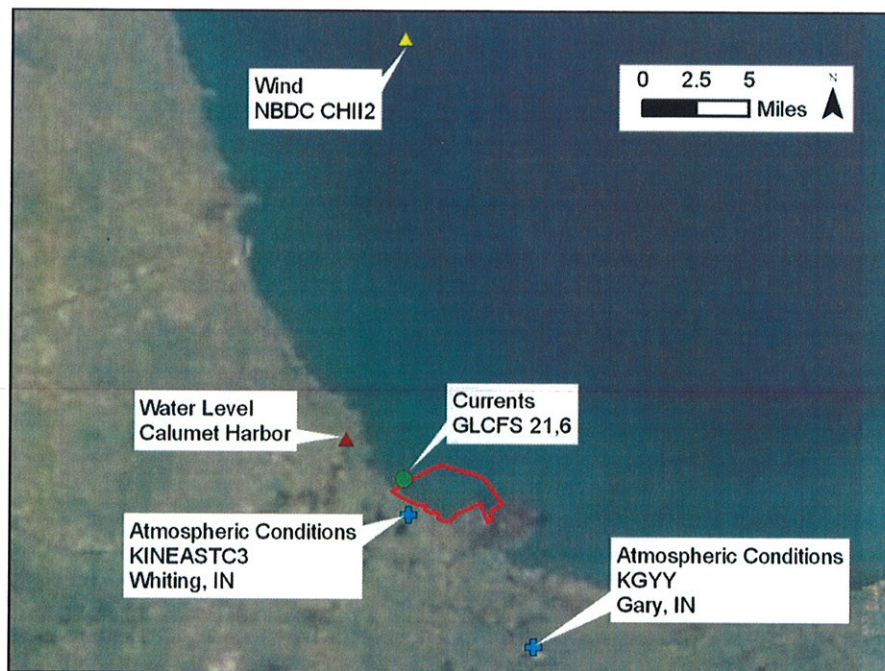 Wind
NBDC CHII2
0 2.5 5
Miles
N
Water Level
Calumet Harbor
Currents
GLCFS 21,6
Atmospheric Conditions
KINEASTC3
Whiting, IN
Atmospheric Conditions
KGYY
Gary, IN